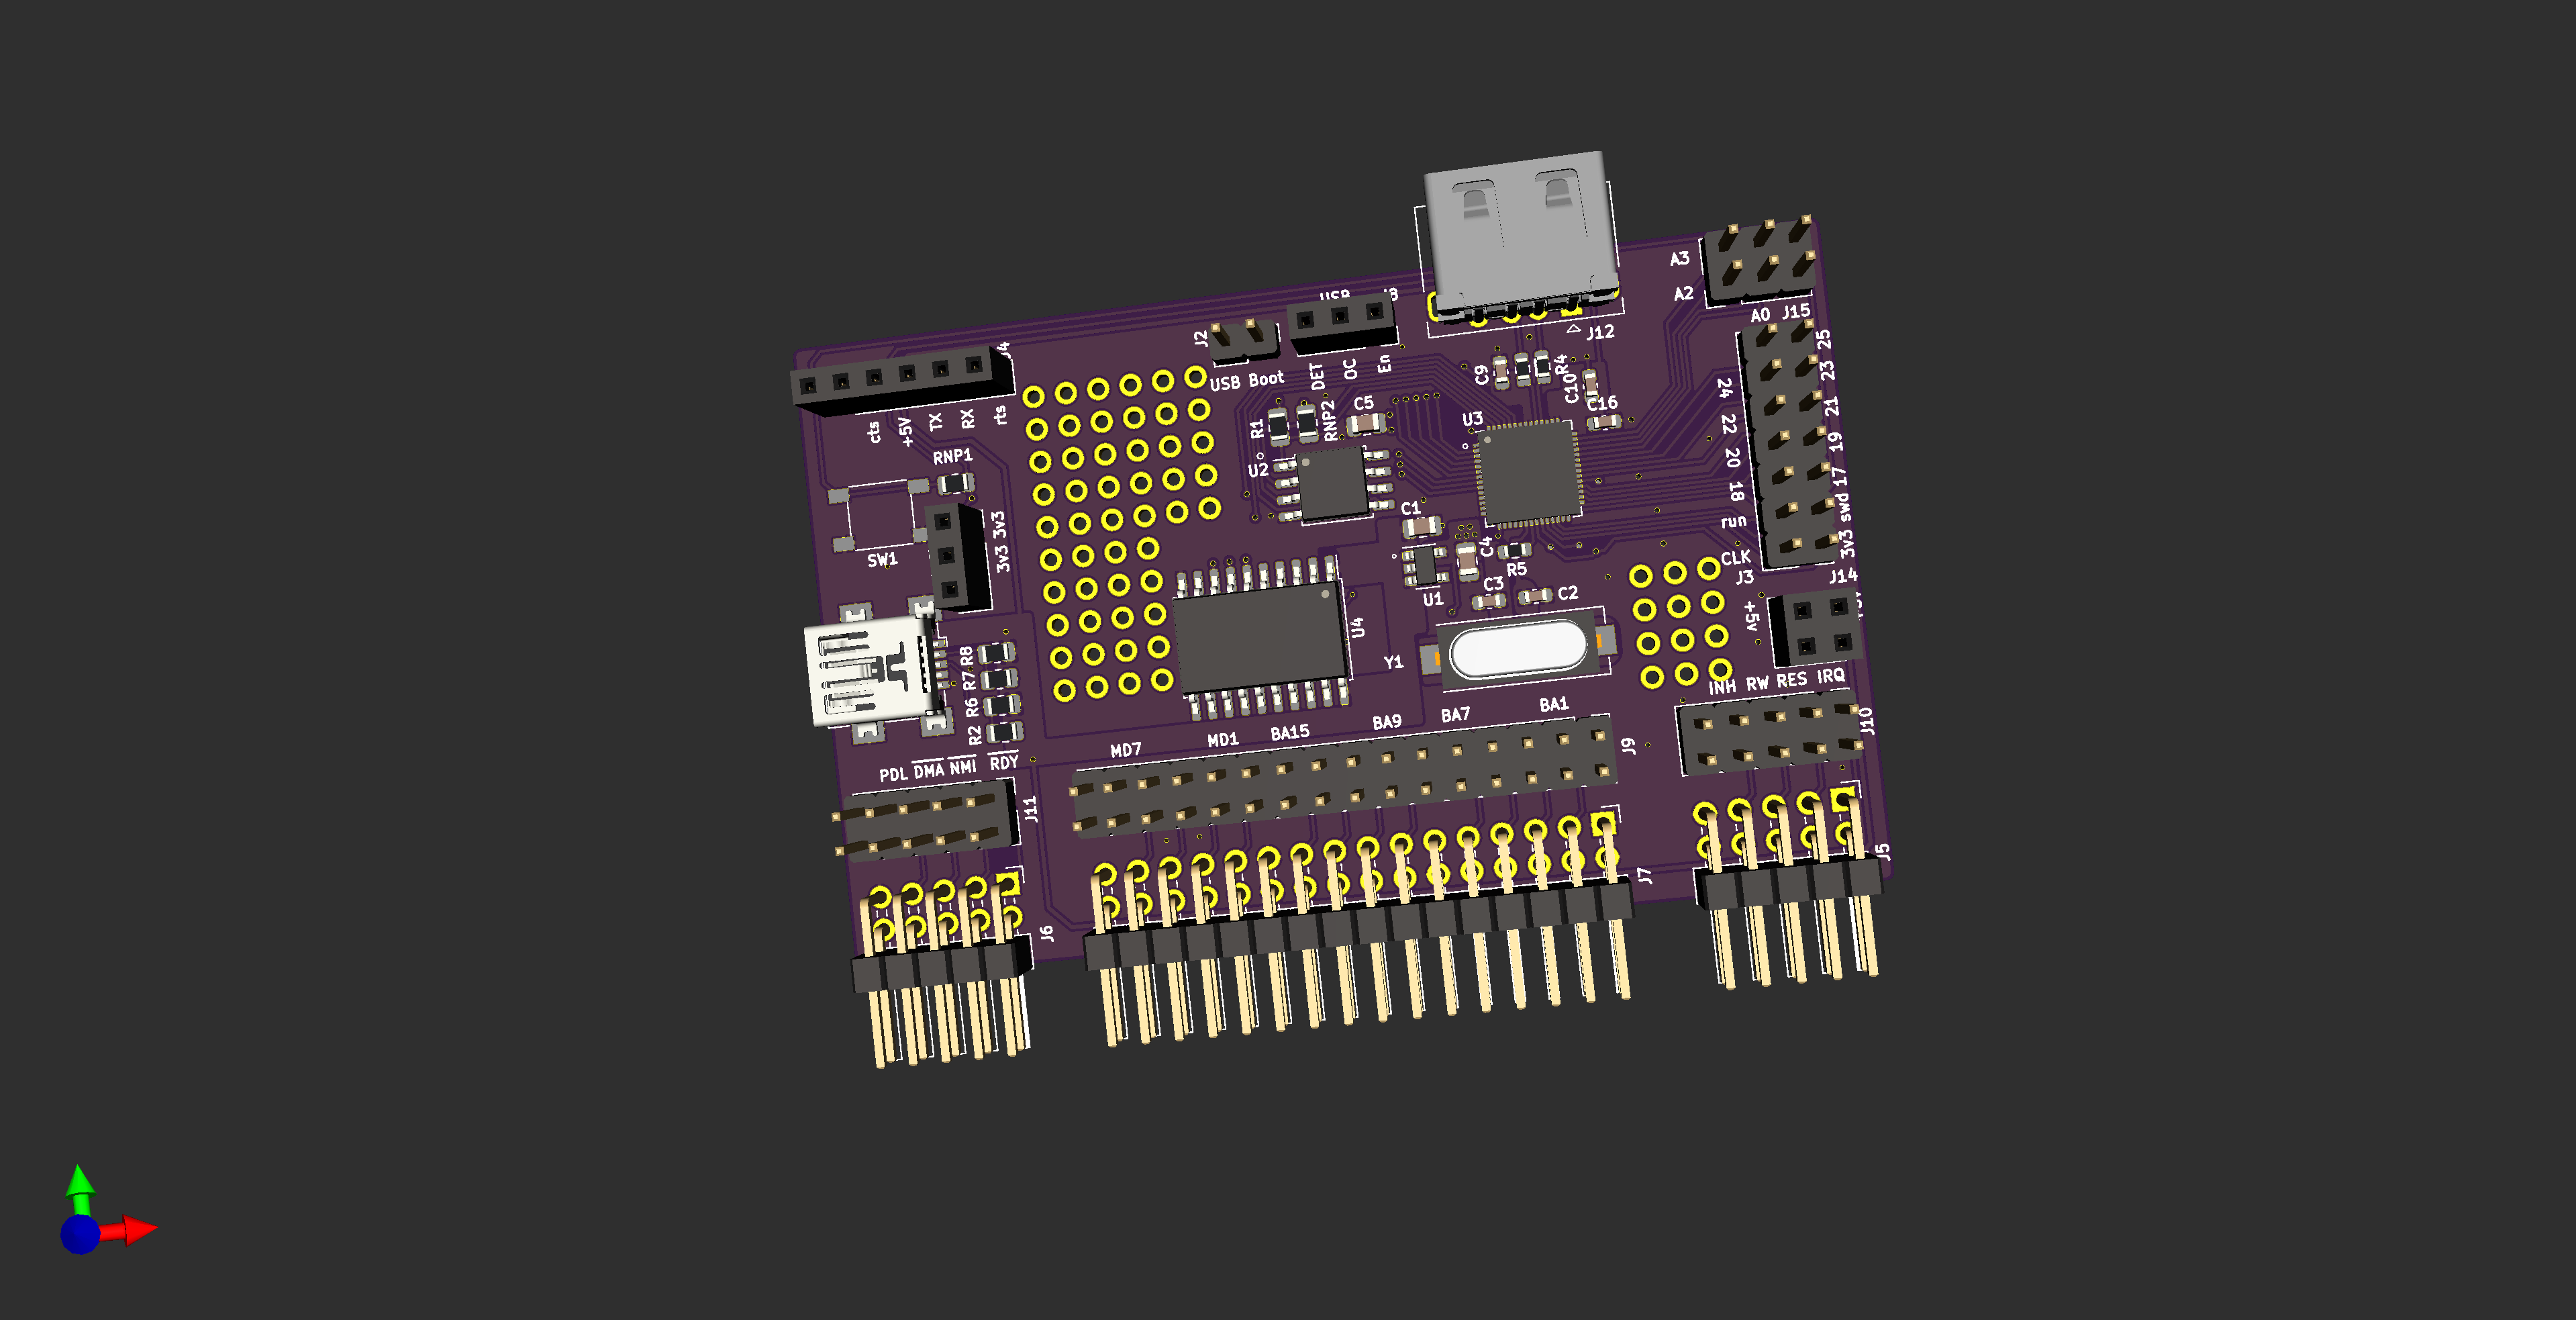 A3
A2
A0 J15
J12
J2
USB Boot
DET
OC
En
cts
+5V
TX
RX
rts
C9
R4
C10
C16
25
23
21
19
17
swd
3v3
24
22
20
18
run
R1
RNP2
C5
U3
RNP1
U2
C1
3v3 3v3
SW1
C4
R5
U1
C3
C2
CLK
J3
J14
+5v
U4
Y1
R8
R7
R6
R2
INH RW RES IRQ
J10
MD7
MD1
BA15
BA9
BA7
BA1
J9
PDL DMA NMI RDY
J11
J7
J5
J6